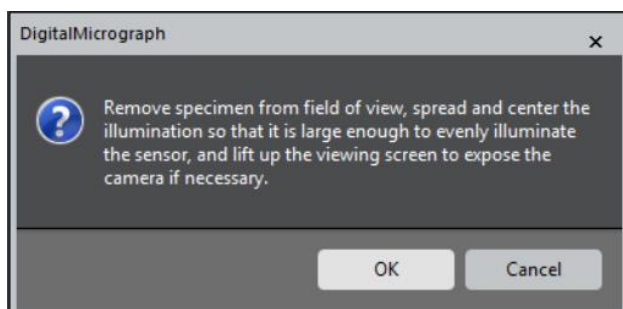 DigitalMicrograph
Remove specimen from field of view, spread and center the
illumination so that it is large enough to evenly illuminate
the sensor, and lift up the viewing screen to expose the
camera if necessary.
OK
Cancel